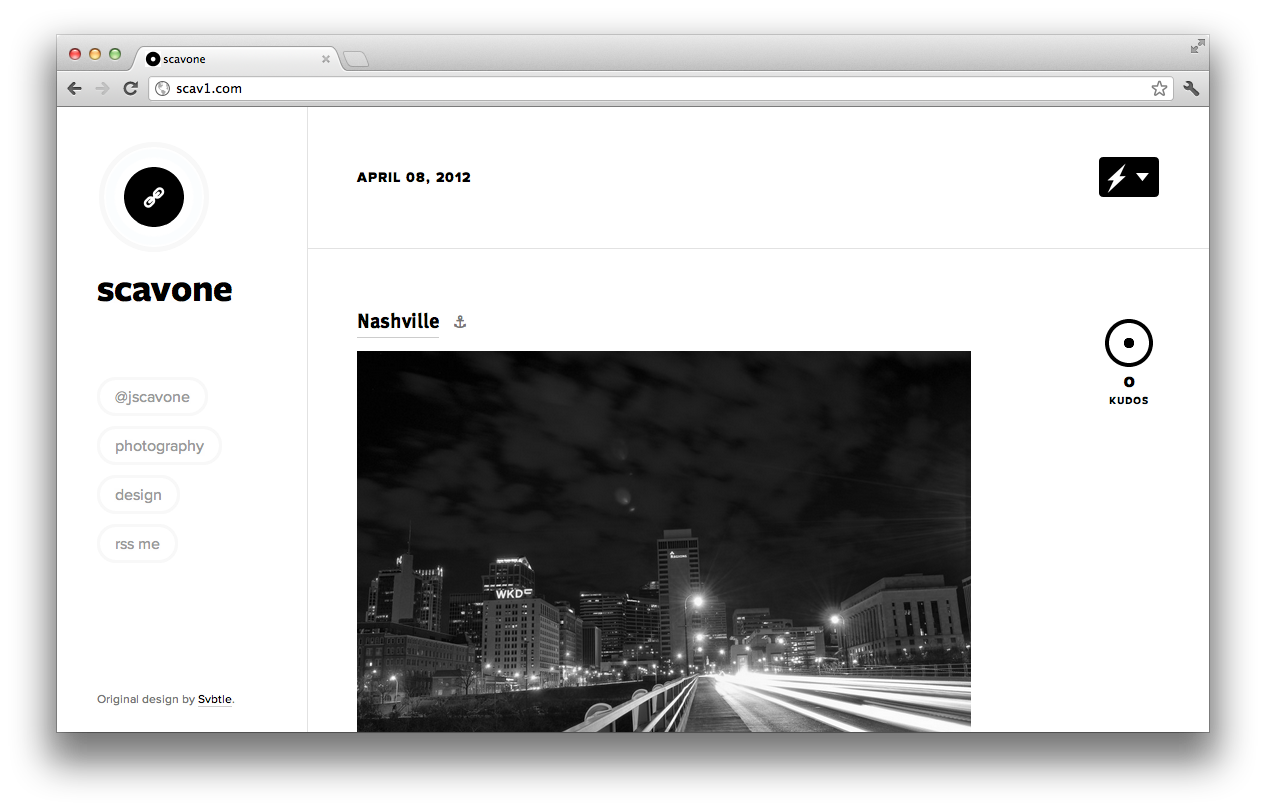 scavone
scav1.com
scavone
@jscavone
photography
design
rss me
Original design by Svbtle.
APRIL 08, 2012
Nashville
WKD
0
KUDOS